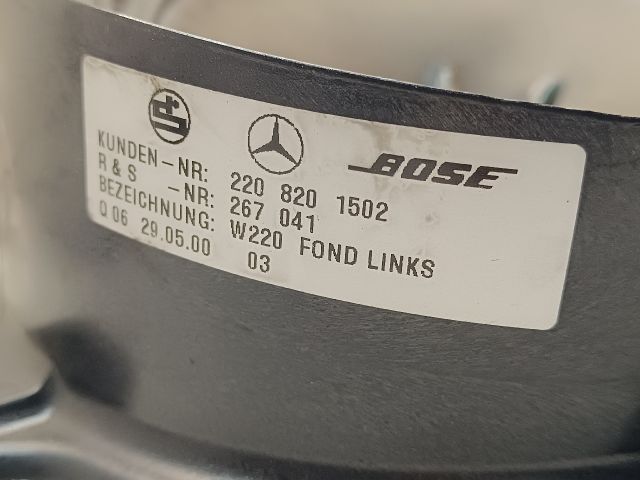 BOSE
KUNDEN-NR: 220 820 1502
R & S -NR: 267 041
BEZEICHNUNG: W220 FOND LINKS
Q 06 29.05.00 03